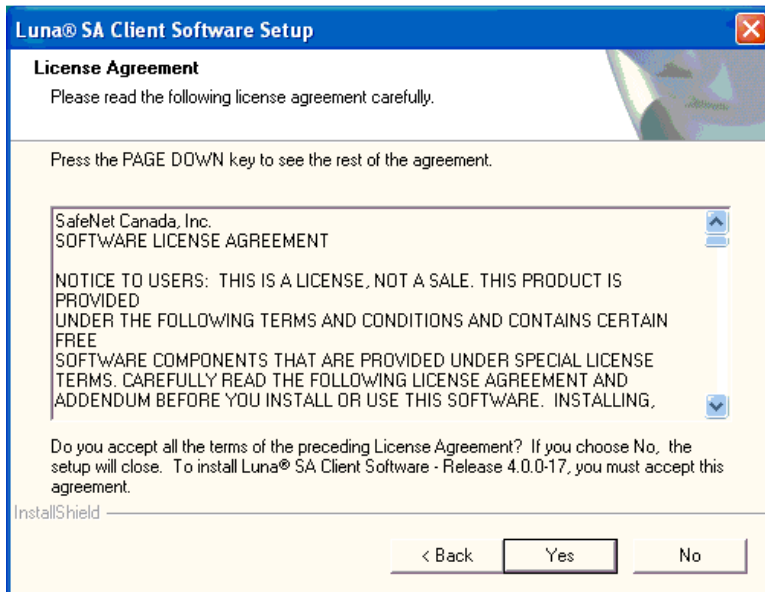 Luna® SA Client Software Setup
License Agreement
Please read the following license agreement carefully.
Press the PAGE DOWN key to see the rest of the agreement.
SafeNet Canada, Inc.
SOFTWARE LICENSE AGREEMENT
NOTICE TO USERS:  THIS IS A LICENSE, NOT A SALE. THIS PRODUCT IS
PROVIDED
UNDER THE FOLLOWING TERMS AND CONDITIONS AND CONTAINS CERTAIN
FREE
SOFTWARE COMPONENTS THAT ARE PROVIDED UNDER SPECIAL LICENSE
TERMS. CAREFULLY READ THE FOLLOWING LICENSE AGREEMENT AND
ADDENDUM BEFORE YOU INSTALL OR USE THIS SOFTWARE.  INSTALLING,
Do you accept all the terms of the preceding License Agreement?  If you choose No,  the
setup will close.  To install Luna® SA Client Software - Release 4.0.0-17, you must accept this
agreement.
InstallShield
< Back Yes No